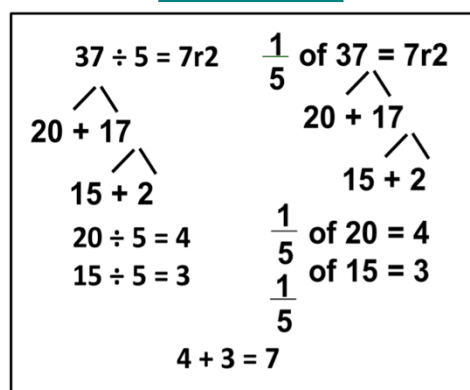 37 ÷ 5 = 7r2
20 + 17
15 + 2
20 ÷ 5 = 4
15 ÷ 5 = 3
1/5 of 37 = 7r2
20 + 17
15 + 2
1/5 of 20 = 4
1/5 of 15 = 3
4 + 3 = 7